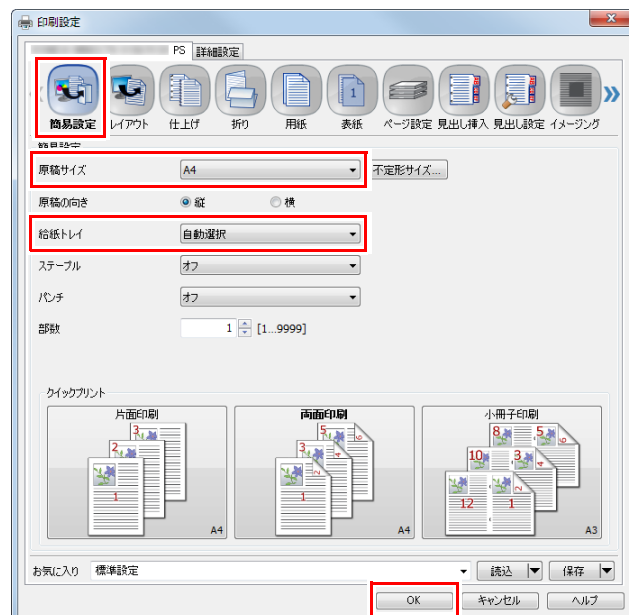 印刷設定
PS 詳細設定
簡易設定 レイアウト 仕上げ 折り 用紙 表紙 ページ設定 見出し挿入 見出し設定 イメージング
簡易設定
原稿サイズ A4 不定形サイズ...
原稿の向き 縦 横
給紙トレイ 自動選択
ステープル オフ
パンチ オフ
部数 1 [1...9999]
クイックプリント
片面印刷 両面印刷 小冊子印刷
A4 A4 A3
お気に入り 標準設定 読込 保存
OK キャンセル ヘルプ